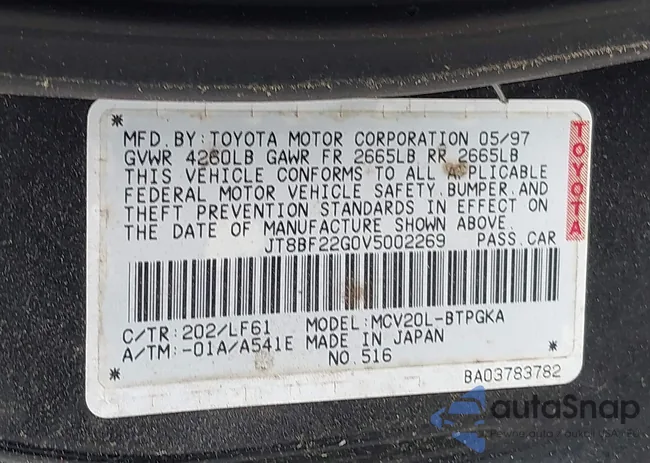 * MFD.BY:TOYOTA MOTOR CORPORATION 05/97
GVWR 4260LB GAWR FR 2665LB RR 2665LB
THIS VEHICLE CONFORMS TO ALL APPLICABLE
FEDERAL MOTOR VEHICLE SAFETY,BUMPER,AND
THEFT PREVENTION STANDARDS IN EFFECT ON
THE DATE OF MANUFACTURE SHOWN ABOVE.
JT8BF22G0V5002269 PASS.CAR
TOYOTA
C/TR:202/LF61 MODEL:MCV20L-BTPGKA
A/TM:-01A/A541E MADE IN JAPAN
NO.516
* *
BA03783782
autaSnap